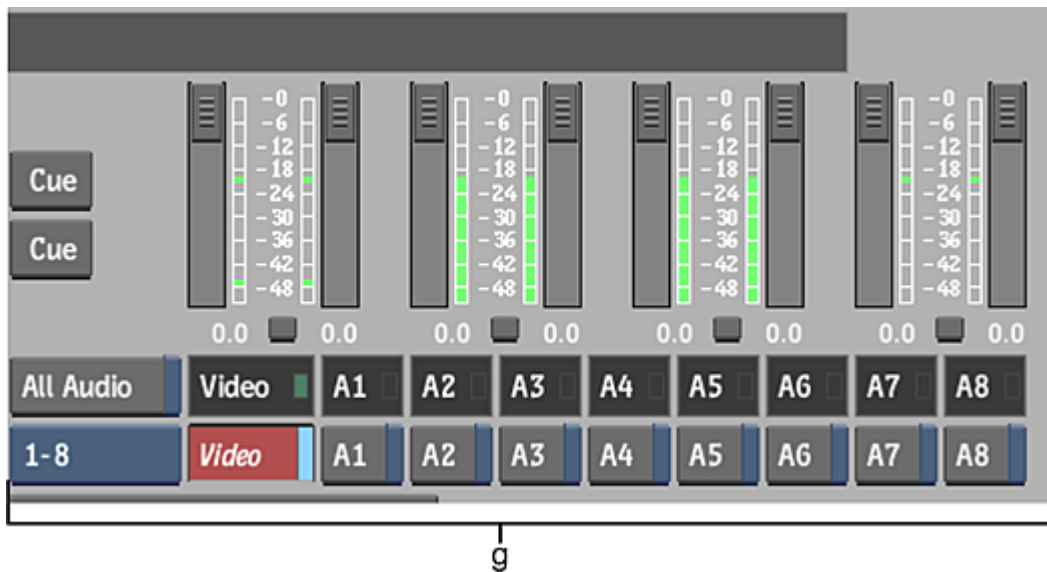 -0 -0 -0 -0
-6 -6 -6 -6
-12 -12 -12 -12
-18 -18 -18 -18
-24 -24 -24 -24
-30 -30 -30 -30
-36 -36 -36 -36
-42 -42 -42 -42
-48 -48 -48 -48
Cue
Cue
0.0 0.0 0.0 0.0 0.0 0.0 0.0 0.0
All Audio Video A1 A2 A3 A4 A5 A6 A7 A8
1-8 Video A1 A2 A3 A4 A5 A6 A7 A8
g